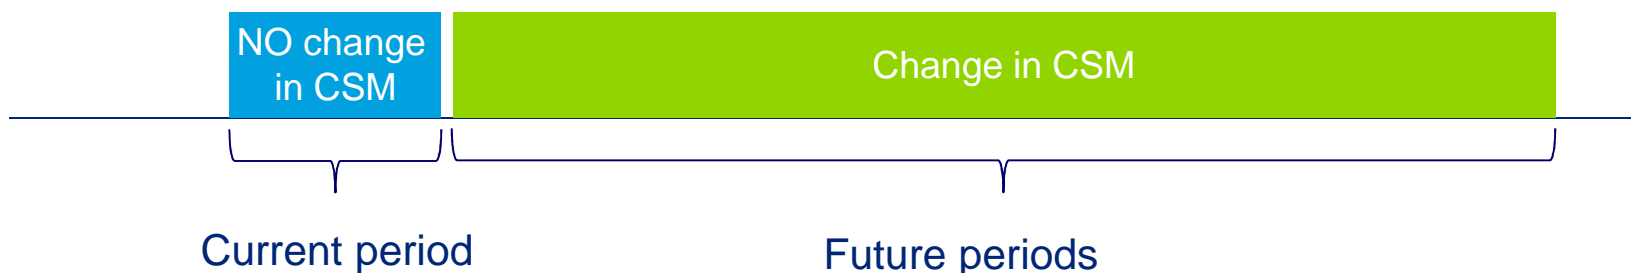 NO change
in CSM
Change in CSM
Current period
Future periods